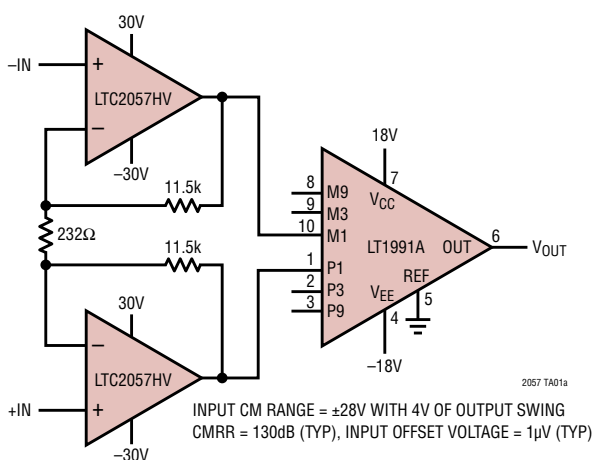 30V
–IN
+
LTC2057HV
–
–30V
11.5k
232Ω
11.5k
30V
–
LTC2057HV
+IN
+
–30V
18V
7
8 M9
VCC
9 M3
10 M1
LT1991A OUT 6 VOUT
1 P1
REF
2 P3
VEE 5
3 P9
4
–18V
2057 TA01a
INPUT CM RANGE = ±28V WITH 4V OF OUTPUT SWING
CMRR = 130dB (TYP), INPUT OFFSET VOLTAGE = 1µV (TYP)